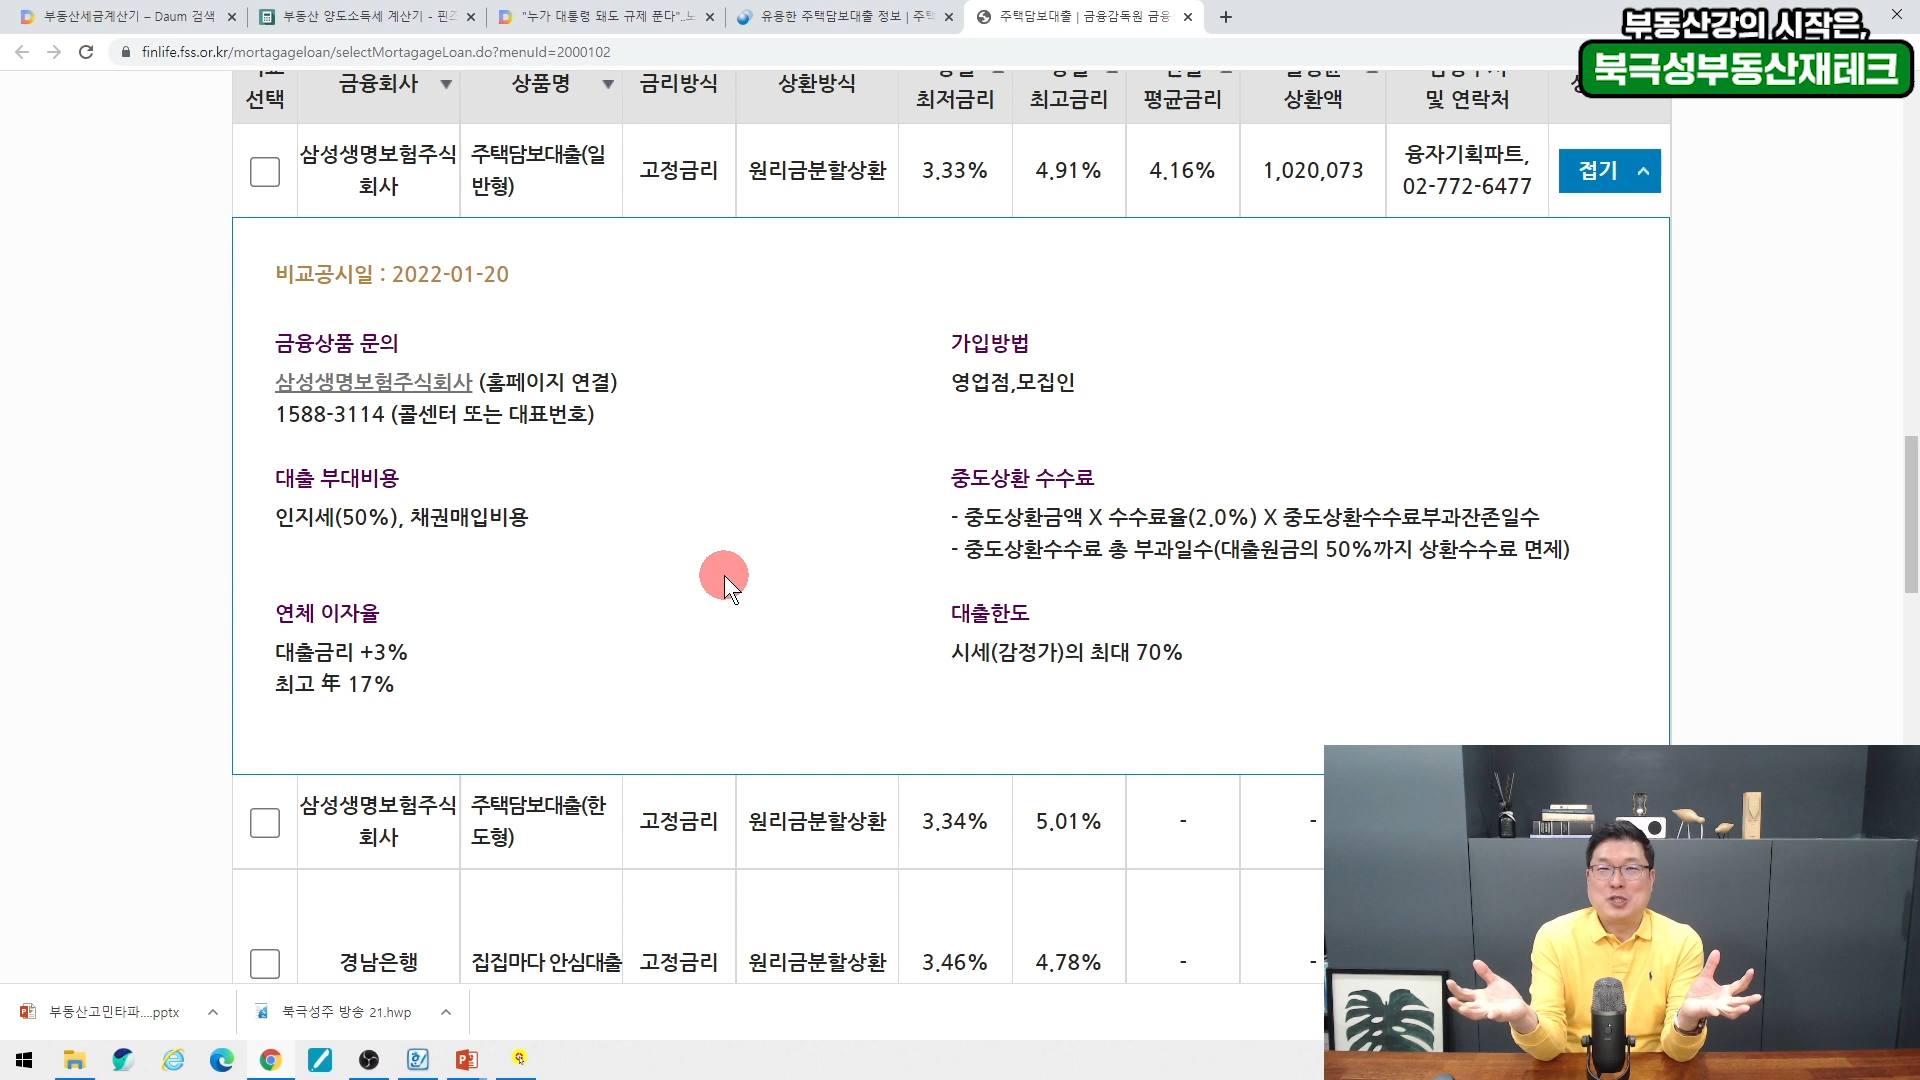 부동산세금계산기 – Daum 검색
부동산 양도소득세 계산기 - 핀즈
"누가 대통령 돼도 규제 푼다"..노
유용한 주택담보대출 정보 | 주택
주택담보대출 | 금융감독원 금융
finlife.fss.or.kr/mortagageloan/selectMortagageLoan.do?menuId=2000102
부동산강의 시작은,
북극성부동산재테크
선택
금융회사
상품명
금리방식
상환방식
최저금리
최고금리
평균금리
상환액
및 연락처
삼성생명보험주식
회사
주택담보대출(일
반형)
고정금리
원리금분할상환
3.33%
4.91%
4.16%
1,020,073
융자기획파트,
02-772-6477
접기
비교공시일 : 2022-01-20
금융상품 문의
삼성생명보험주식회사 (홈페이지 연결)
1588-3114 (콜센터 또는 대표번호)
가입방법
영업점,모집인
대출 부대비용
인지세(50%), 채권매입비용
중도상환 수수료
- 중도상환금액 X 수수료율(2.0%) X 중도상환수수료부과잔존일수
- 중도상환수수료 총 부과일수(대출원금의 50%까지 상환수수료 면제)
연체 이자율
대출금리 +3%
최고 年 17%
대출한도
시세(감정가)의 최대 70%
삼성생명보험주식
회사
주택담보대출(한
도형)
고정금리
원리금분할상환
3.34%
5.01%
-
-
경남은행
집집마다 안심대출
고정금리
원리금분할상환
3.46%
4.78%
-
-
부동산고민타파....pptx
북극성주 방송 21.hwp